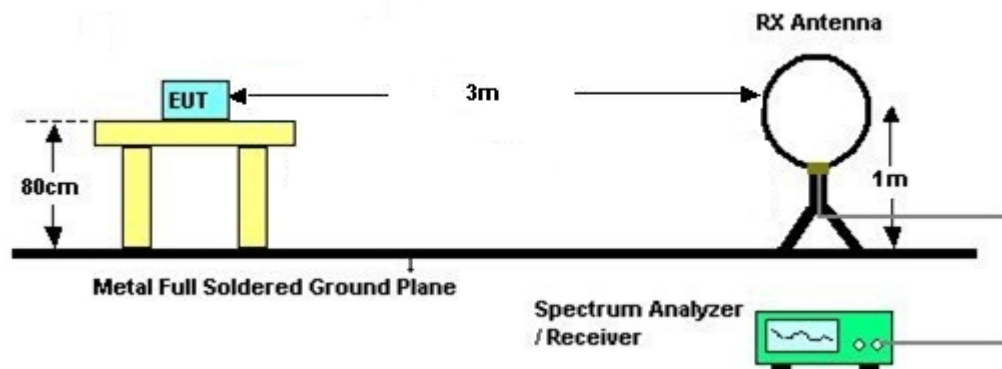 RX Antenna
EUT
3m
80cm
1m
Metal Full Soldered Ground Plane
Spectrum Analyzer
/ Receiver